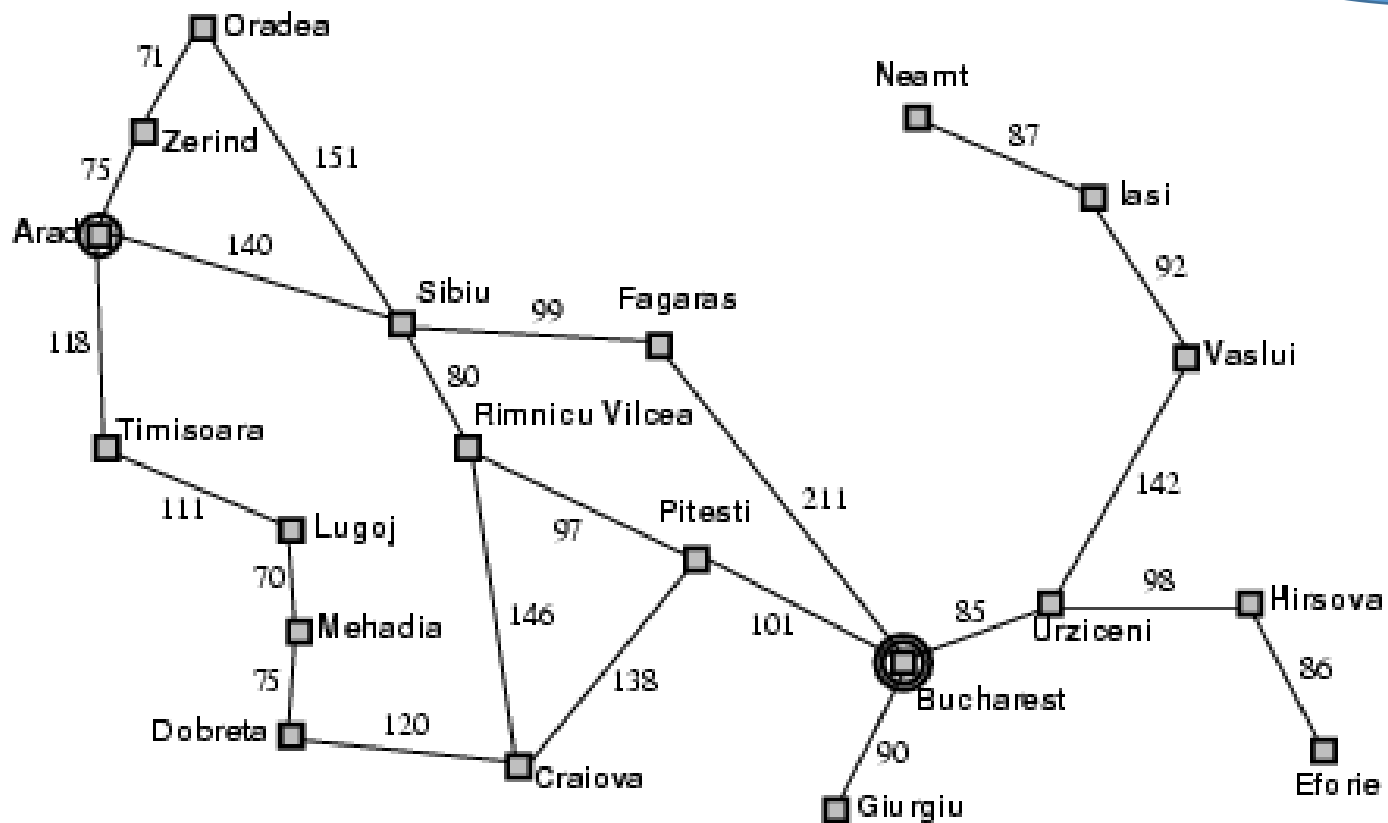 Oradea
71
Neamt
87
Zerind
151
75
Iasi
Arad
140
92
Sibiu
Fagaras
99
118
Vaslui
80
Rimnicu Vilcea
Timisoara
142
211
111
Pitesti
Lugoj
97
70
98
Hirsova
146
85
Mehadia
101
Urziceni
75
138
86
Bucharest
Dobreta
120
90
Craiova
Eforie
Giurgiu